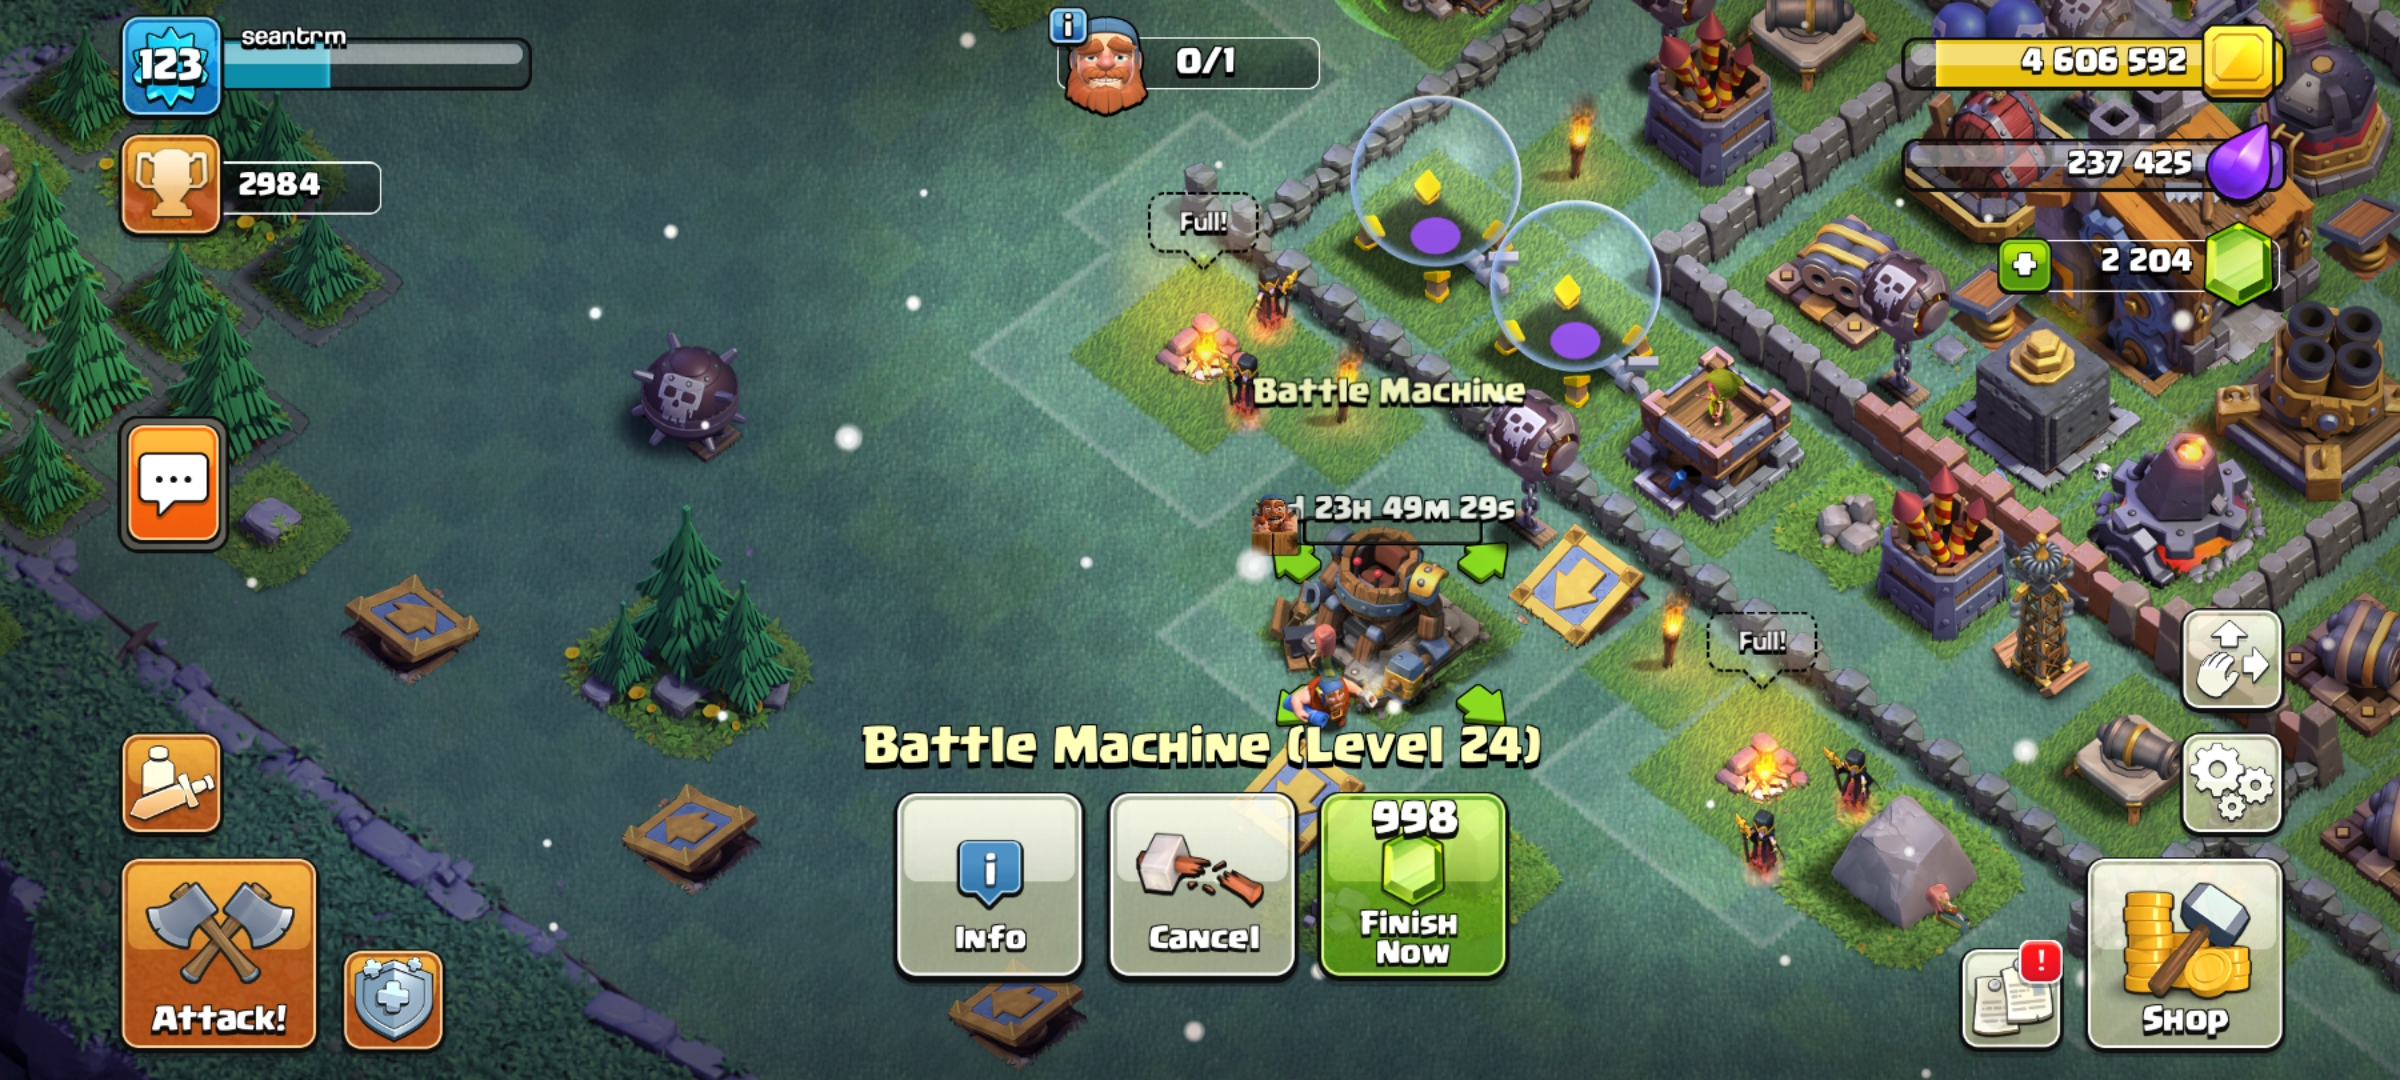 seantrm
123
0/1
4 606 592
2984
237 425
Full!
2 204
Battle Machine
23H 49M 29S
Full!
Battle Machine (Level 24)
998
Info
Cancel
Finish
Now
Attack!
!
Shop